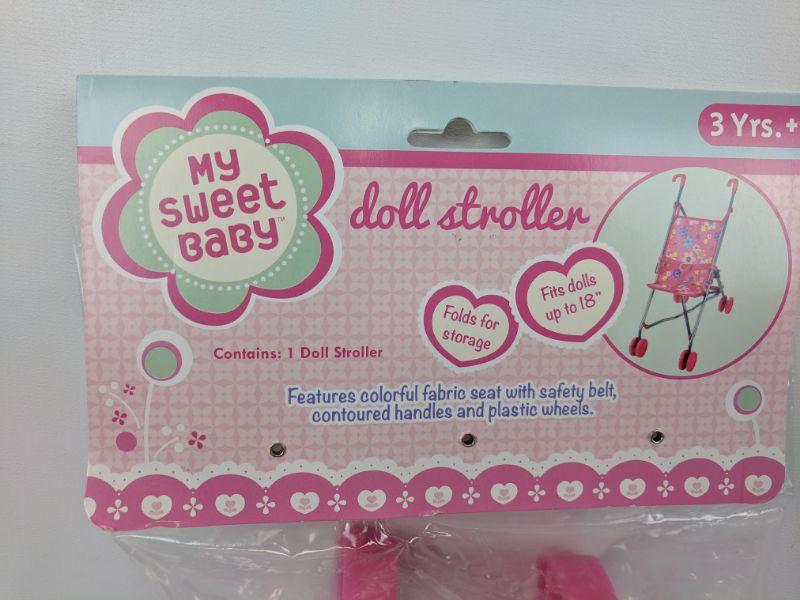 3 Yrs. +
MY
SWEET
BABY™
doll stroller
Folds for
storage
Fits dolls
up to 18"
Contains: 1 Doll Stroller
Features colorful fabric seat with safety belt,
contoured handles and plastic wheels.